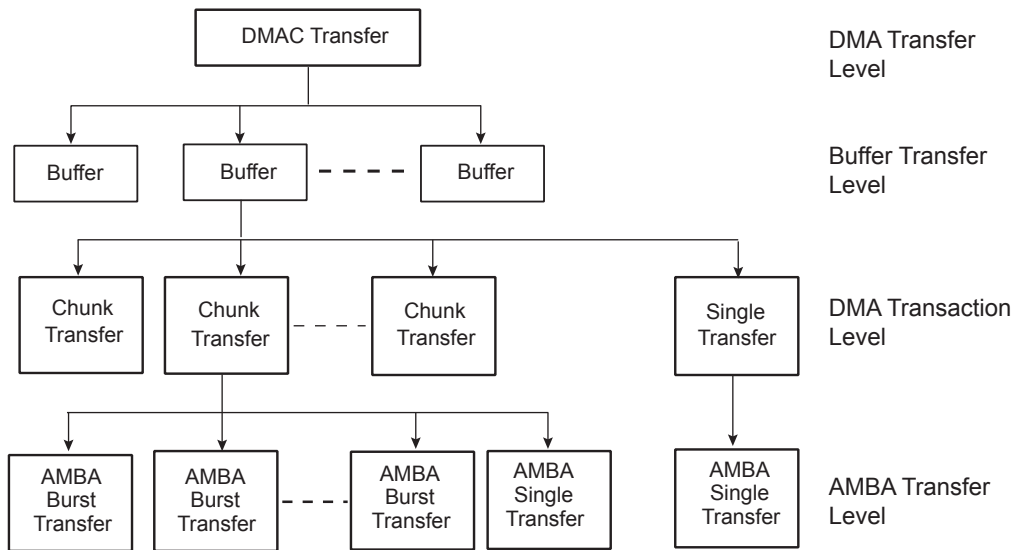 DMAC Transfer
DMA Transfer
Level
Buffer
Buffer
Buffer
Buffer Transfer
Level
Chunk
Transfer
Chunk
Transfer
Chunk
Transfer
Single
Transfer
DMA Transaction
Level
AMBA
Burst
Transfer
AMBA
Burst
Transfer
AMBA
Burst
Transfer
AMBA
Single
Transfer
AMBA
Single
Transfer
AMBA Transfer
Level